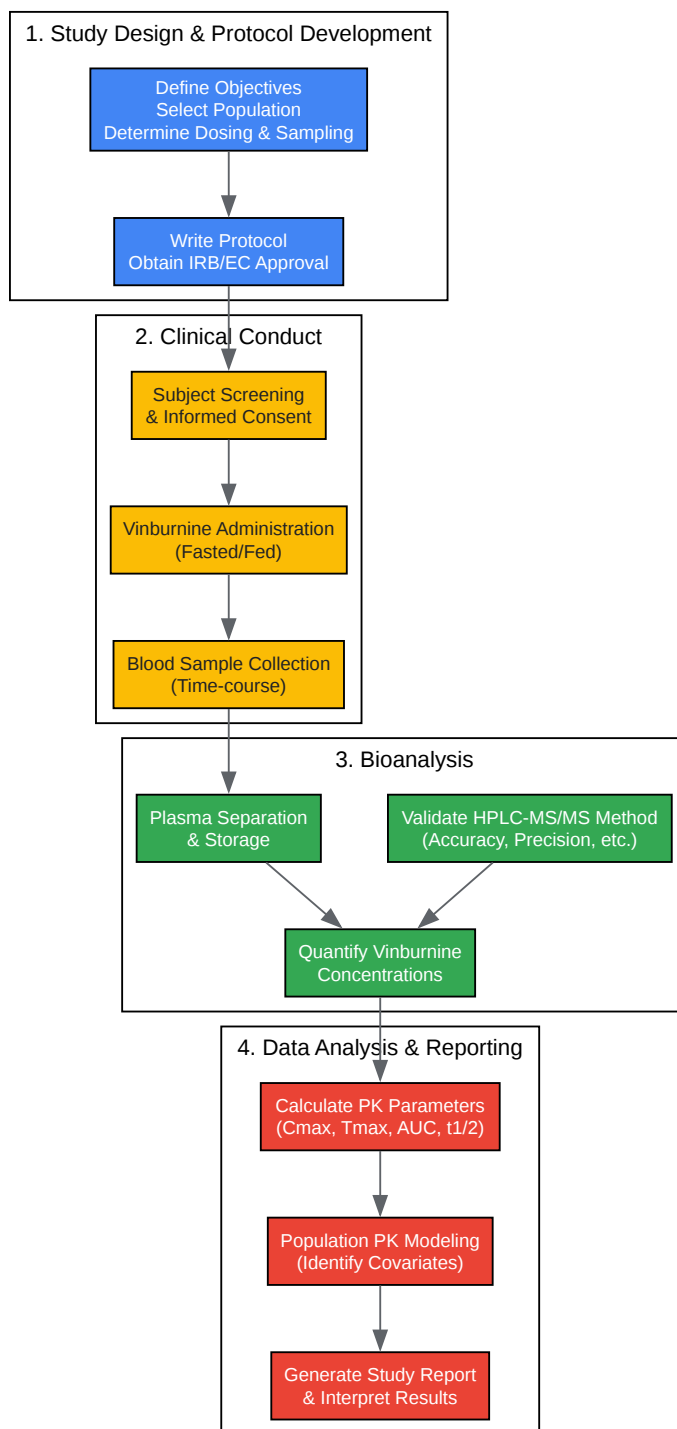 1. Study Design & Protocol Development
Define Objectives
Select Population
Determine Dosing & Sampling
Write Protocol
Obtain IRB/EC Approval
2. Clinical Conduct
Subject Screening
& Informed Consent
Vinburnine Administration
(Fasted/Fed)
Blood Sample Collection
(Time-course)
3. Bioanalysis
Plasma Separation
& Storage
Validate HPLC-MS/MS Method
(Accuracy, Precision, etc.)
Quantify Vinburnine
Concentrations
4. Data Analysis & Reporting
Calculate PK Parameters
(Cmax, Tmax, AUC, t1/2)
Population PK Modeling
(Identify Covariates)
Generate Study Report
& Interpret Results